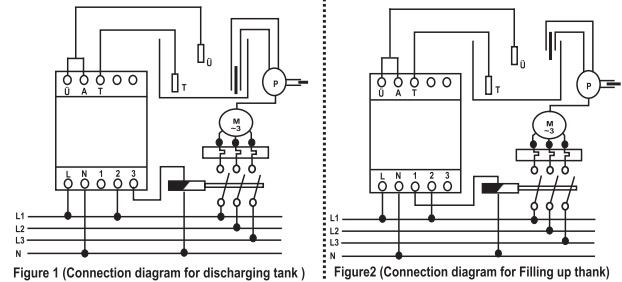 Ü
T
P
Ü A T
M
~3
L N 1 2 3
L1
L2
L3
N
Figure 1 (Connection diagram for discharging tank )
Ü
T
P
Ü A T
M
~3
L N 1 2 3
L1
L2
L3
N
Figure2 (Connection diagram for Filling up thank)